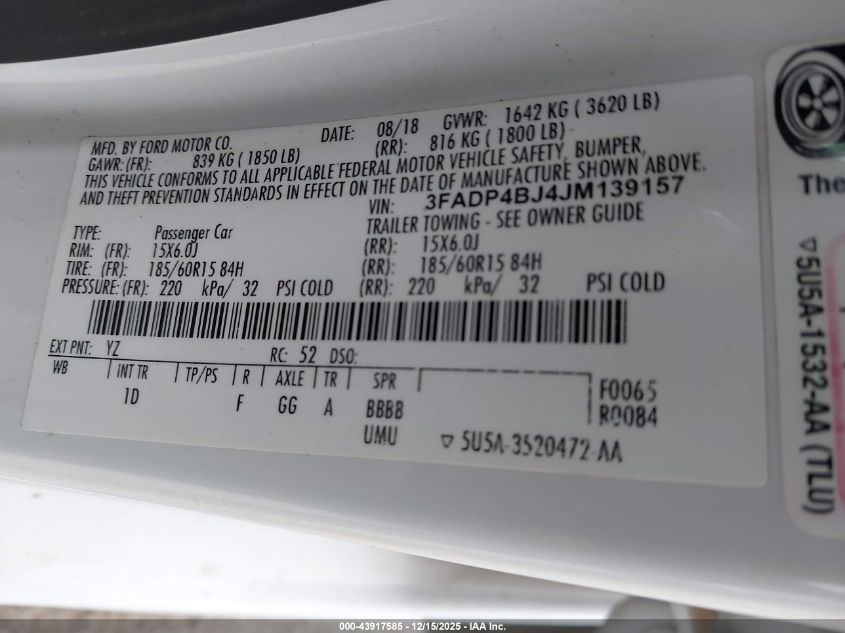 MFD. BY FORD MOTOR CO. DATE: 08/18 GVWR: 1642 KG ( 3620 LB)
GAWR:(FR): 839 KG ( 1850 LB) (RR): 816 KG ( 1800 LB)
THIS VEHICLE CONFORMS TO ALL APPLICABLE FEDERAL MOTOR VEHICLE SAFETY, BUMPER,
AND THEFT PREVENTION STANDARDS IN EFFECT ON THE DATE OF MANUFACTURE SHOWN ABOVE.
VIN: 3FADP4BJ4JM139157
TYPE: Passenger Car TRAILER TOWING - SEE OWNER GUIDE
RIM: (FR): 15X6.0J (RR): 15X6.0J
TIRE: (FR): 185/60R15 84H (RR): 185/60R15 84H
PRESSURE:(FR): 220 kPa/ 32 PSI COLD (RR): 220 kPa/ 32 PSI COLD
EXT PNT: YZ RC: 52 DSO:
WB INT TR TP/PS R AXLE TR SPR F0065
1D F GG A BBBB R0084
UMU 5U5A-3520472-AA
The
5U5A-1532-AA (TLU)
000-43917585 - 12/15/2025 - IAA Inc.